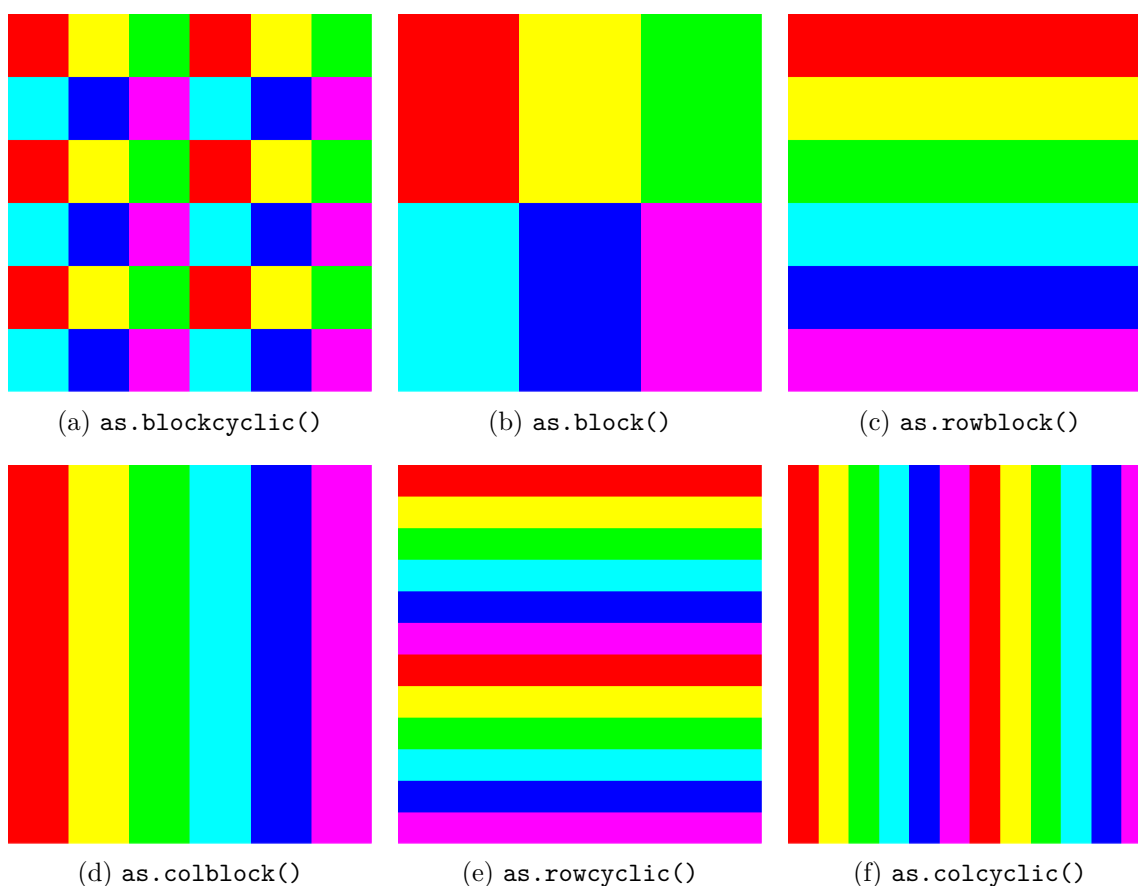 (a) as.blockcyclic()
(b) as.block()
(c) as.rowblock()
(d) as.colblock()
(e) as.rowcyclic()
(f) as.colcyclic()